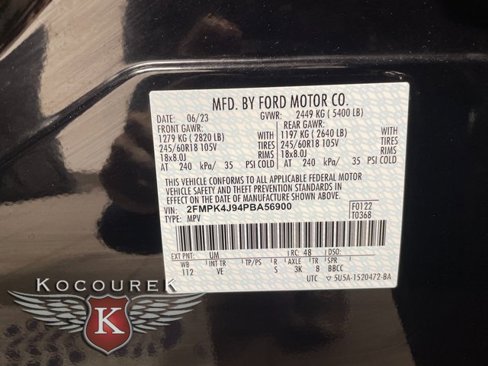 MFD. BY FORD MOTOR CO.
DATE: 06/23 GVWR: 2449 KG ( 5400 LB)
FRONT GAWR: REAR GAWR:
1279 KG ( 2820 LB) 1197 KG ( 2640 LB)
245/60R18 105V TIRES 245/60R18 105V TIRES
18x8.0J RIMS 18x8.0J RIMS
AT 240 kPa/ 35 PSI COLD AT 240 kPa/ 35 PSI COLD
THIS VEHICLE CONFORMS TO ALL APPLICABLE FEDERAL MOTOR
VEHICLE SAFETY AND THEFT PREVENTION STANDARDS IN
EFFECT ON THE DATE OF MANUFACTURE SHOWN ABOVE.
VIN: 2FMPK4J94PBA56900 F0122
TYPE: MPV T0368
EXT PNT: UM RC: 48 DSO:
WB INT TR TP/PS R AXLE TR SPR
112 VE S 3K 8 BBCC
UTC 5U5A-1520472-BA
KOCOUREK
K